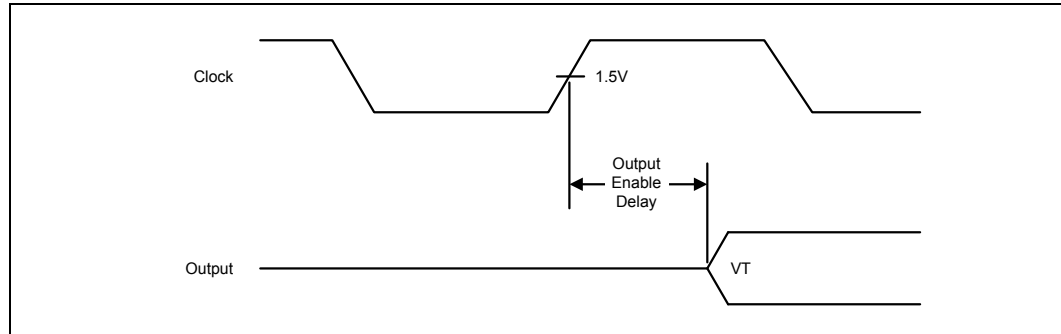 Clock
1.5V
Output
Enable
Delay
Output
VT